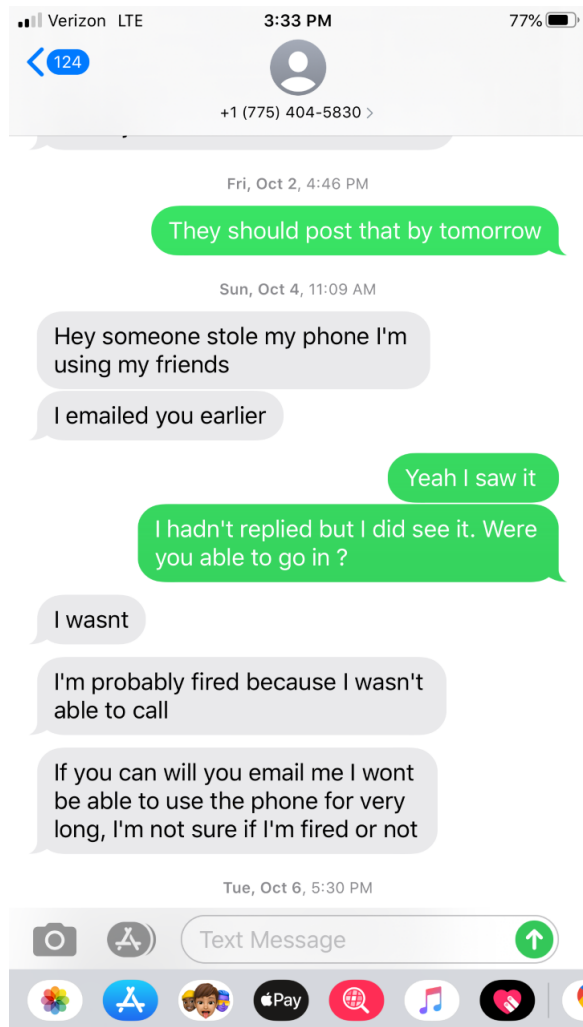 Verizon LTE 3:33 PM 77%
124
+1 (775) 404-5830 >
Fri, Oct 2, 4:46 PM
They should post that by tomorrow
Sun, Oct 4, 11:09 AM
Hey someone stole my phone I'm
using my friends
I emailed you earlier
Yeah I saw it
I hadn't replied but I did see it. Were
you able to go in ?
I wasnt
I'm probably fired because I wasn't
able to call
If you can will you email me I wont
be able to use the phone for very
long, I'm not sure if I'm fired or not
Tue, Oct 6, 5:30 PM
Text Message
Pay